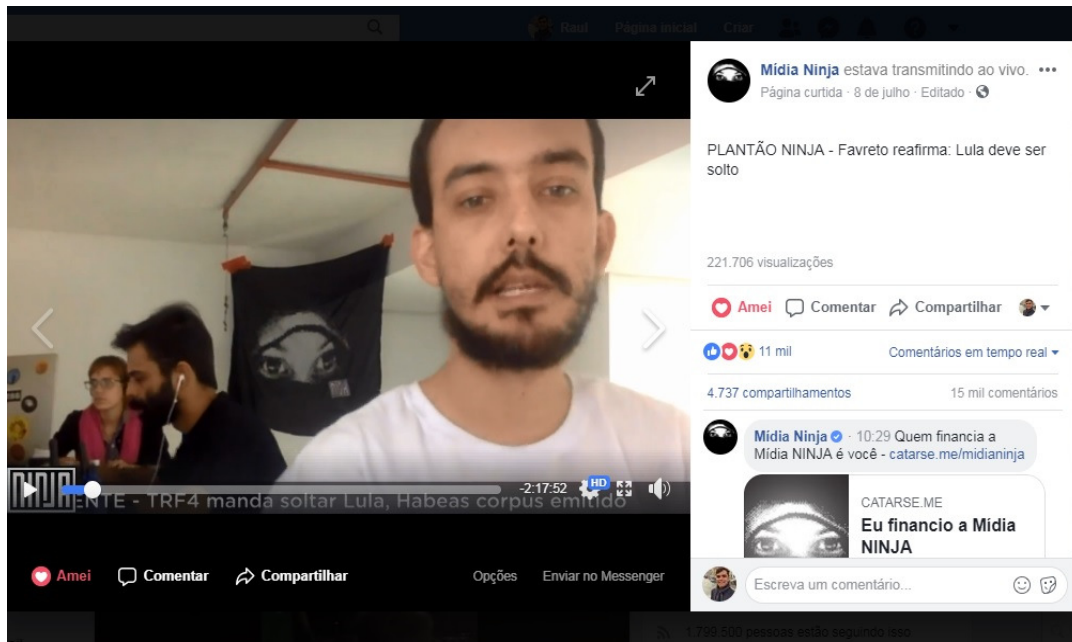 Raul Página inicial Criar
Mídia Ninja estava transmitindo ao vivo.
Página curtida · 8 de julho · Editado ·
PLANTÃO NINJA - Favreto reafirma: Lula deve ser
solto
221.706 visualizações
Amei Comentar Compartilhar
11 mil Comentários em tempo real
4.737 compartilhamentos 15 mil comentários
Mídia Ninja · 10:29 Quem financia a
Mídia NINJA é você - catarse.me/midianinja
CATARSE.ME
Eu financio a Mídia
NINJA
Escreva um comentário...
-2:17:52 HD
NINJA
ENTE - TRF4 manda soltar Lula, Habeas corpus emitido
Amei Comentar Compartilhar Opções Enviar no Messenger
1.799.500 pessoas estão seguindo isso